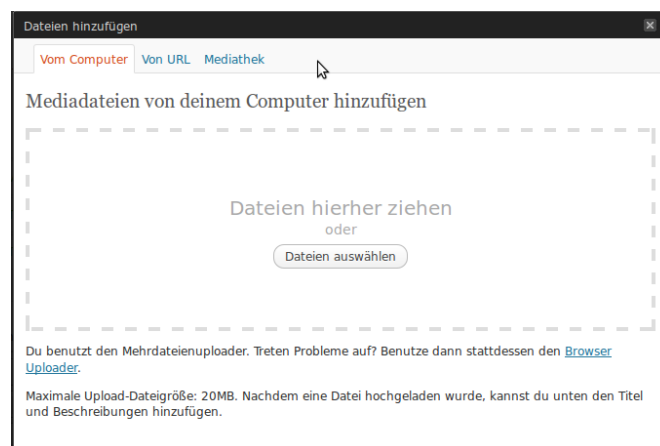 Dateien hinzufügen
Vom Computer Von URL Mediathek
Mediadateien von deinem Computer hinzufügen
Dateien hierher ziehen
oder
Dateien auswählen
Du benutzt den Mehrdateienuploader. Treten Probleme auf? Benutze dann stattdessen den Browser
Uploader.
Maximale Upload-Dateigröße: 20MB. Nachdem eine Datei hochgeladen wurde, kannst du unten den Titel
und Beschreibungen hinzufügen.